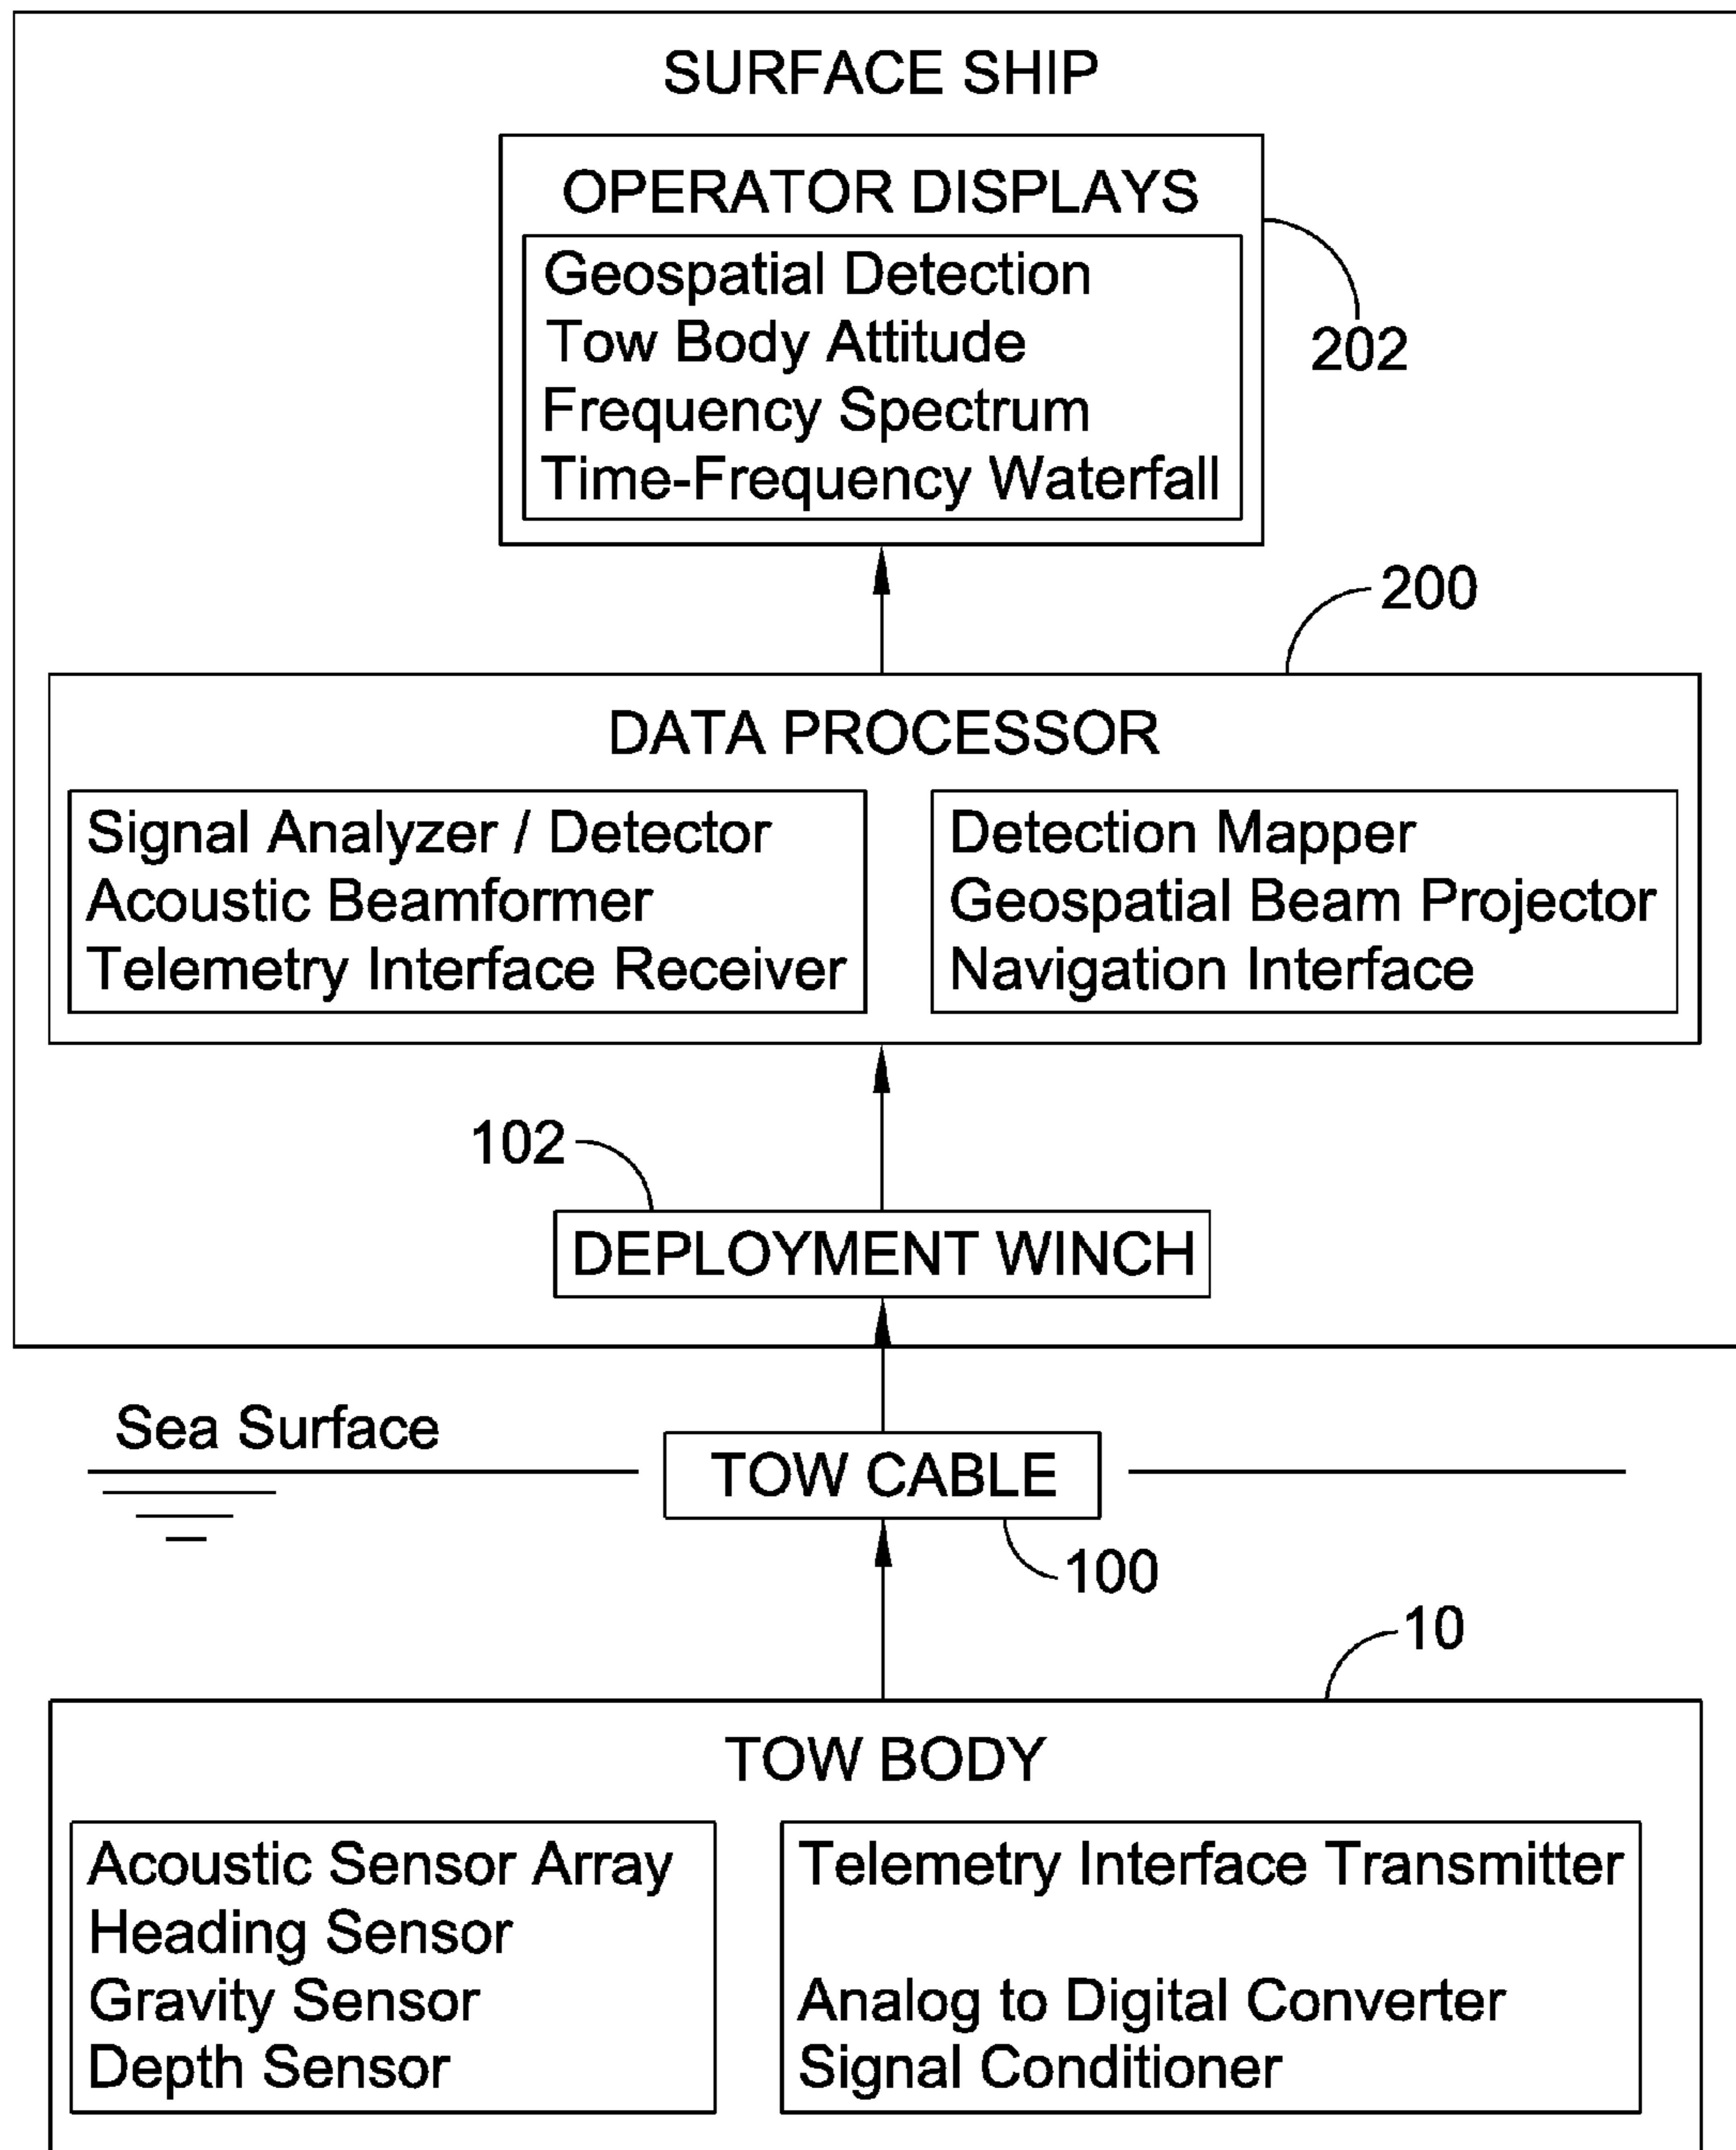 SURFACE SHIP
OPERATOR DISPLAYS
Geospatial Detection
Tow Body Attitude
Frequency Spectrum
Time-Frequency Waterfall
202
200
DATA PROCESSOR
Signal Analyzer / Detector
Acoustic Beamformer
Telemetry Interface Receiver
Detection Mapper
Geospatial Beam Projector
Navigation Interface
102
DEPLOYMENT WINCH
Sea Surface
TOW CABLE
100
10
TOW BODY
Acoustic Sensor Array
Heading Sensor
Gravity Sensor
Depth Sensor
Telemetry Interface Transmitter
Analog to Digital Converter
Signal Conditioner